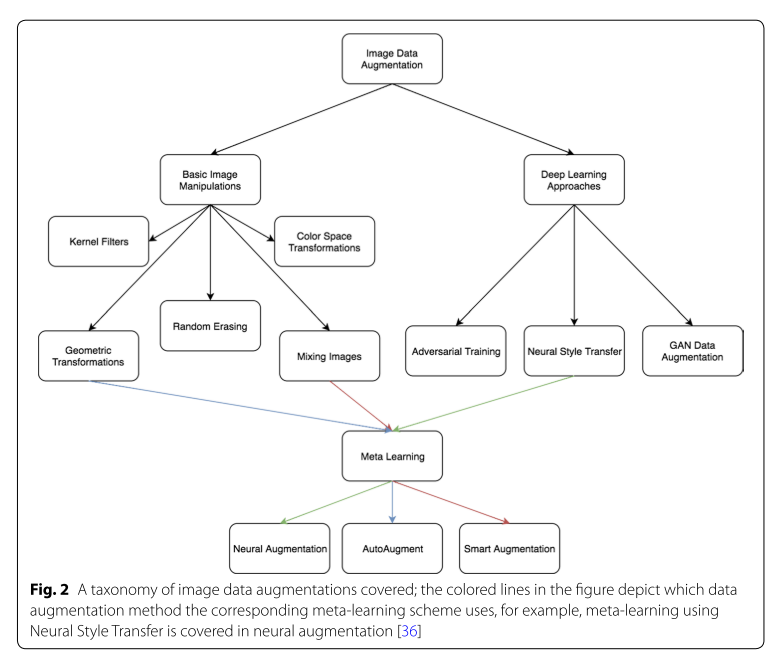 Image Data
Augmentation
Basic Image
Manipulations
Deep Learning
Approaches
Kernel Filters
Color Space
Transformations
Random Erasing
Geometric
Transformations
Mixing Images
Adversarial Training
Neural Style Transfer
GAN Data
Augmentation
Meta Learning
Neural Augmentation
AutoAugment
Smart Augmentation
Fig. 2 A taxonomy of image data augmentations covered; the colored lines in the figure depict which data
augmentation method the corresponding meta-learning scheme uses, for example, meta-learning using
Neural Style Transfer is covered in neural augmentation [36]